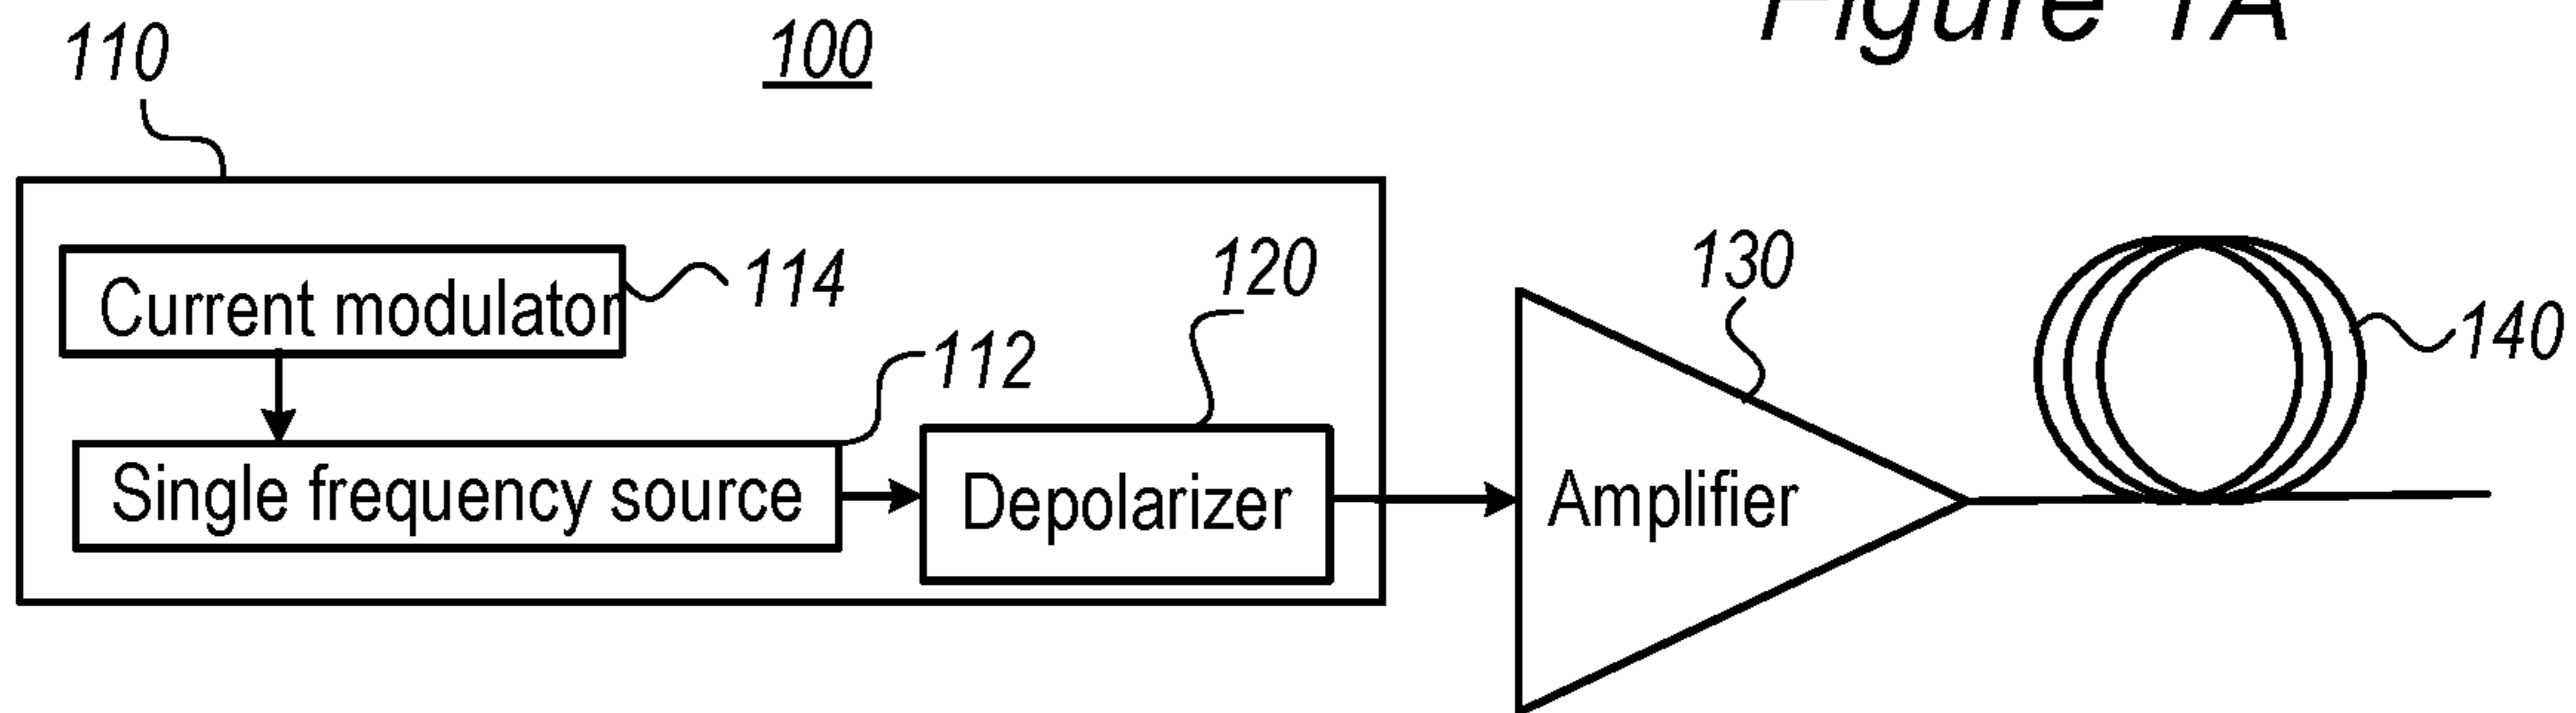 Figure 1A
110
100
Current modulator
114
120
130
140
112
Single frequency source
Depolarizer
Amplifier